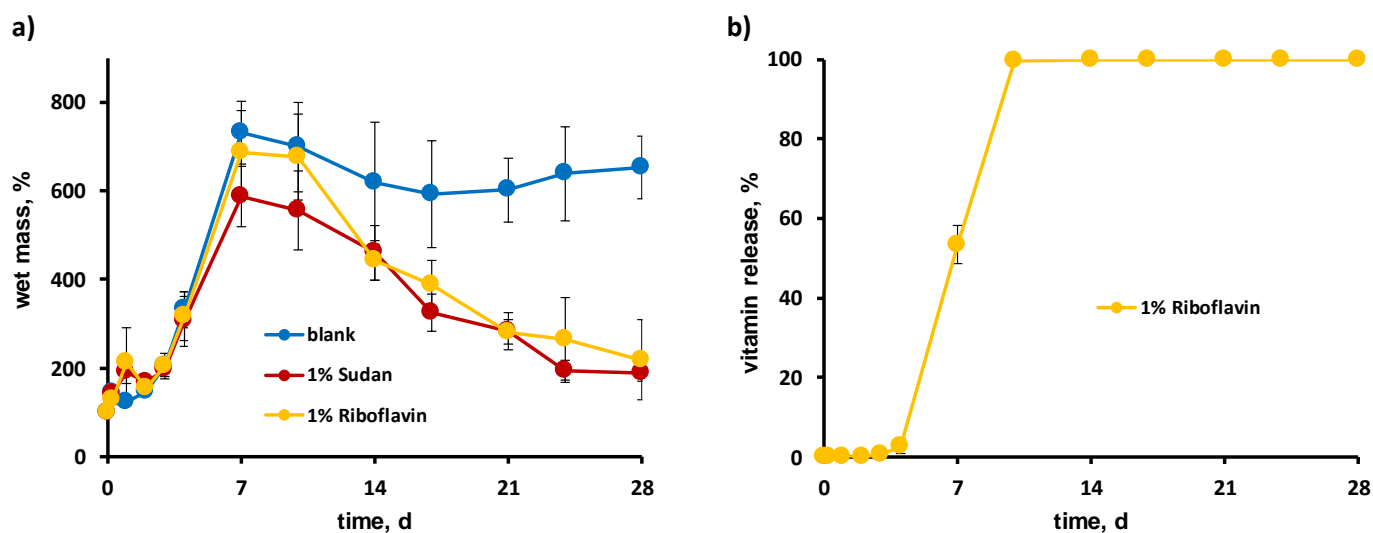 a)
wet mass, %
800
600
400
200
0
blank
1% Sudan
1% Riboflavin
0
7
14
21
28
time, d
b)
vitamin release, %
100
80
60
40
20
0
1% Riboflavin
0
7
14
21
28
time, d